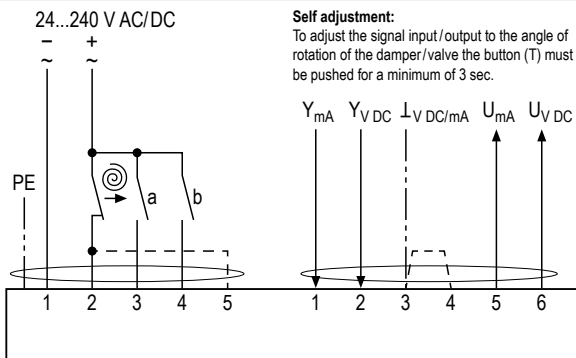 24...240 V AC/DC
– +
~ ~
PE
a b
1 2 3 4 5
Self adjustment:
To adjust the signal input/output to the angle of
rotation of the damper/valve the button (T) must
be pushed for a minimum of 3 sec.
YmA YV DC ⊥V DC/mA UmA UV DC
1 2 3 4 5 6